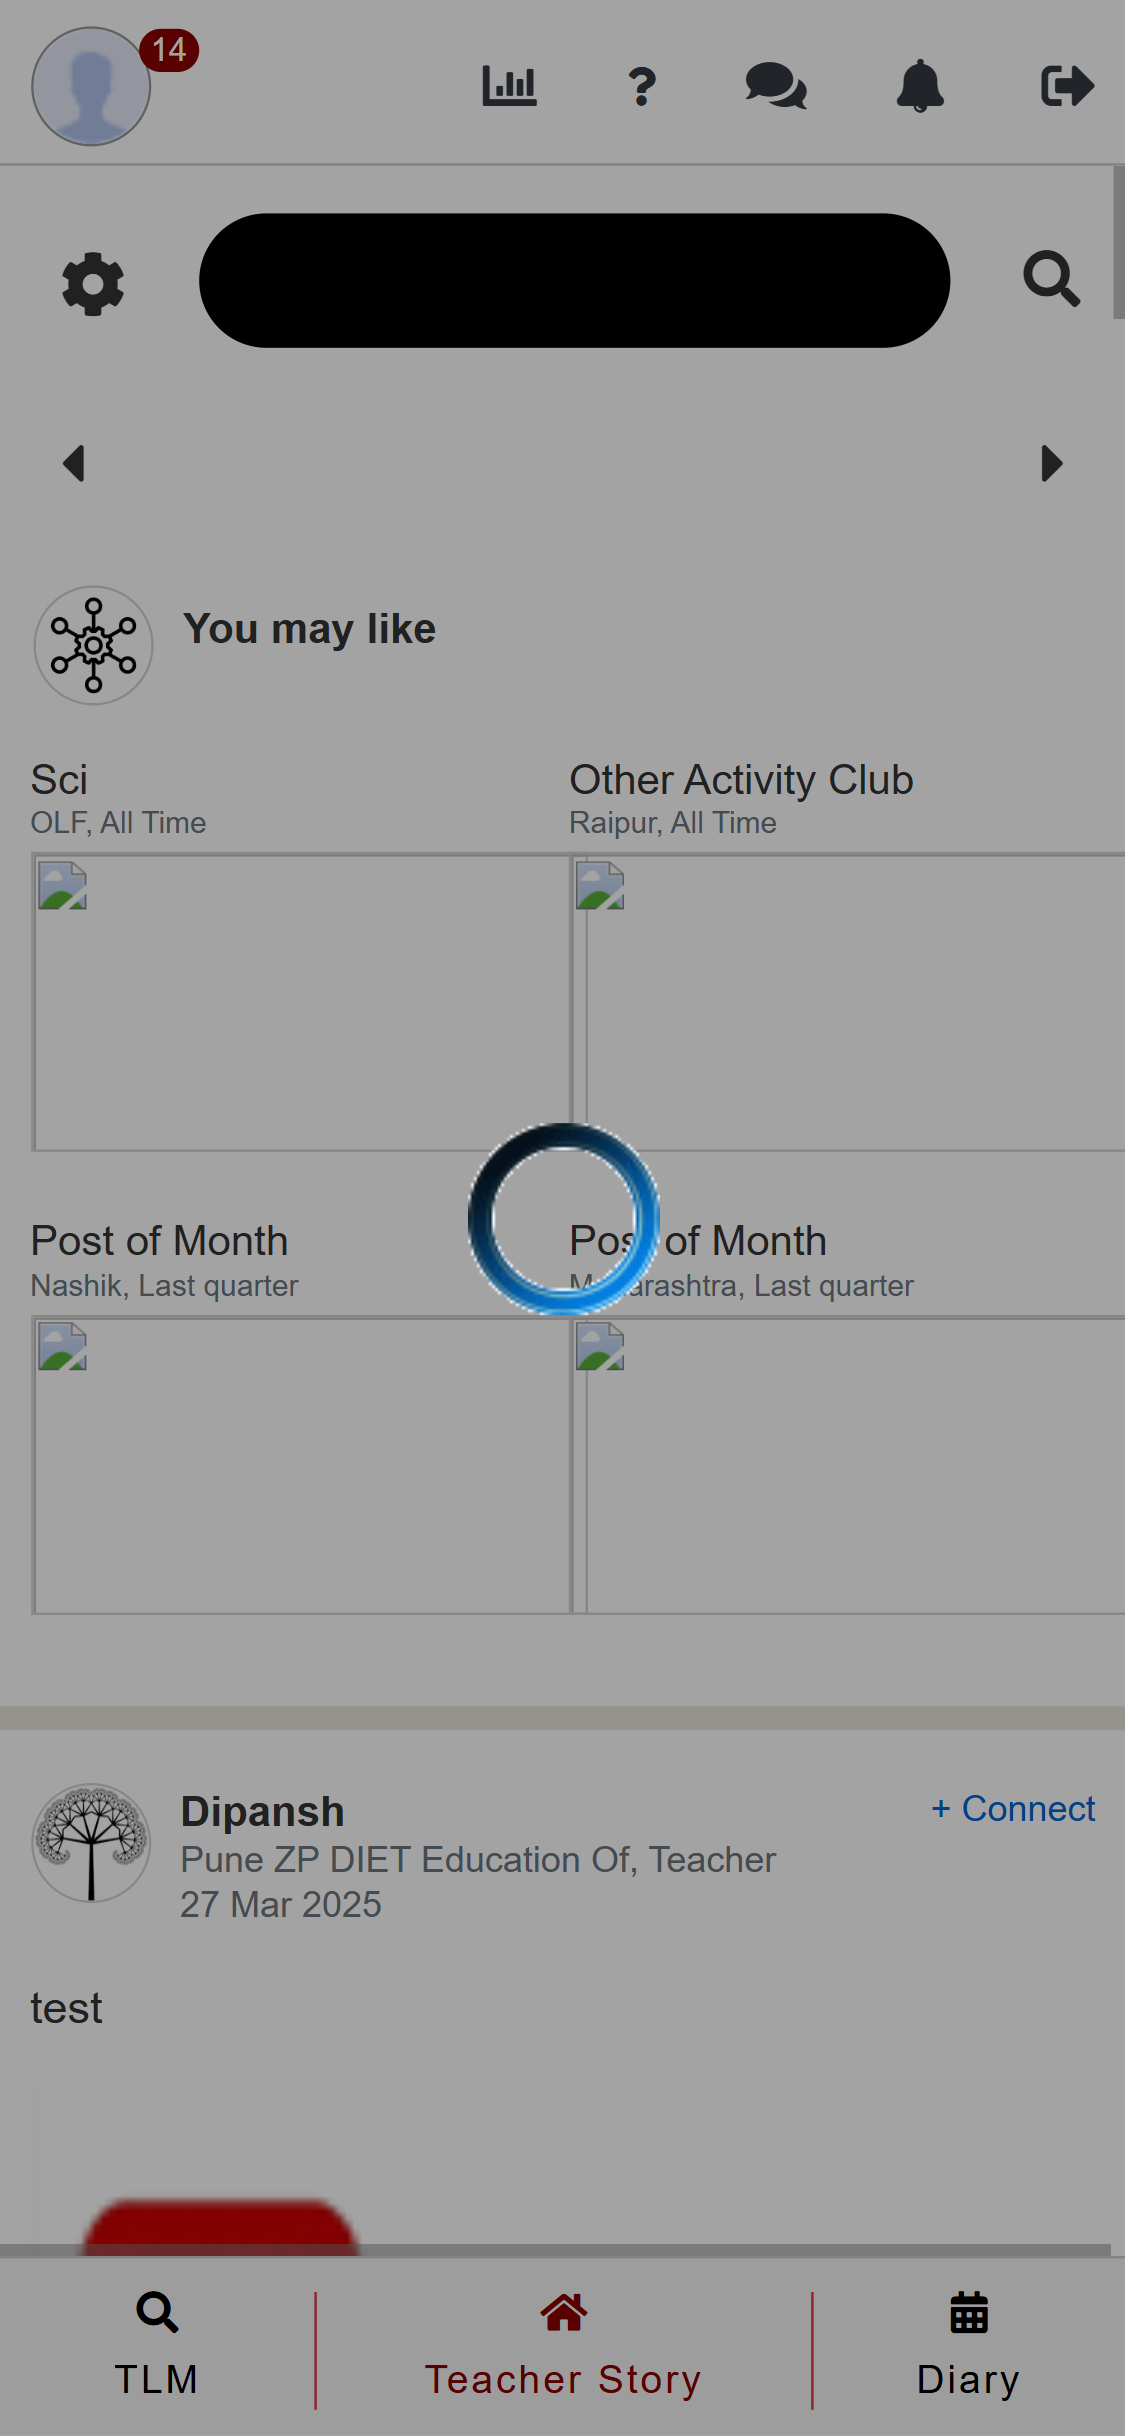 14
?
You may like
Sci
OLF, All Time
Other Activity Club
Raipur, All Time
Post of Month
Nashik, Last quarter
Post of Month
Last quarter
Dipansh
+ Connect
Pune ZP DIET Education Of, Teacher
27 Mar 2025
test
TLM
Teacher Story
Diary